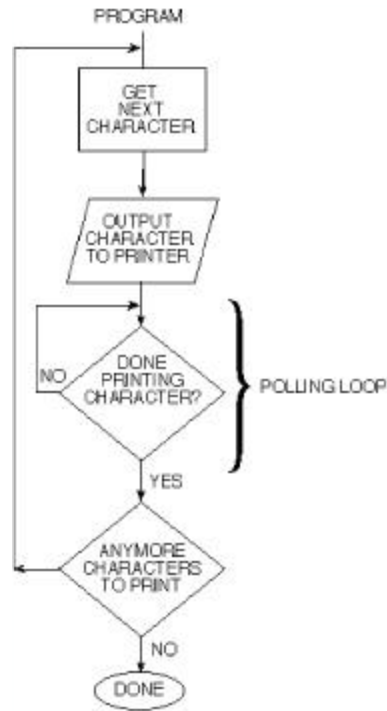 PROGRAM
GET
NEXT
CHARACTER
OUTPUT
CHARACTER
TO PRINTER
DONE
PRINTING
CHARACTER?
NO
POLLING LOOP
YES
ANYMORE
CHARACTERS
TO PRINT
NO
DONE